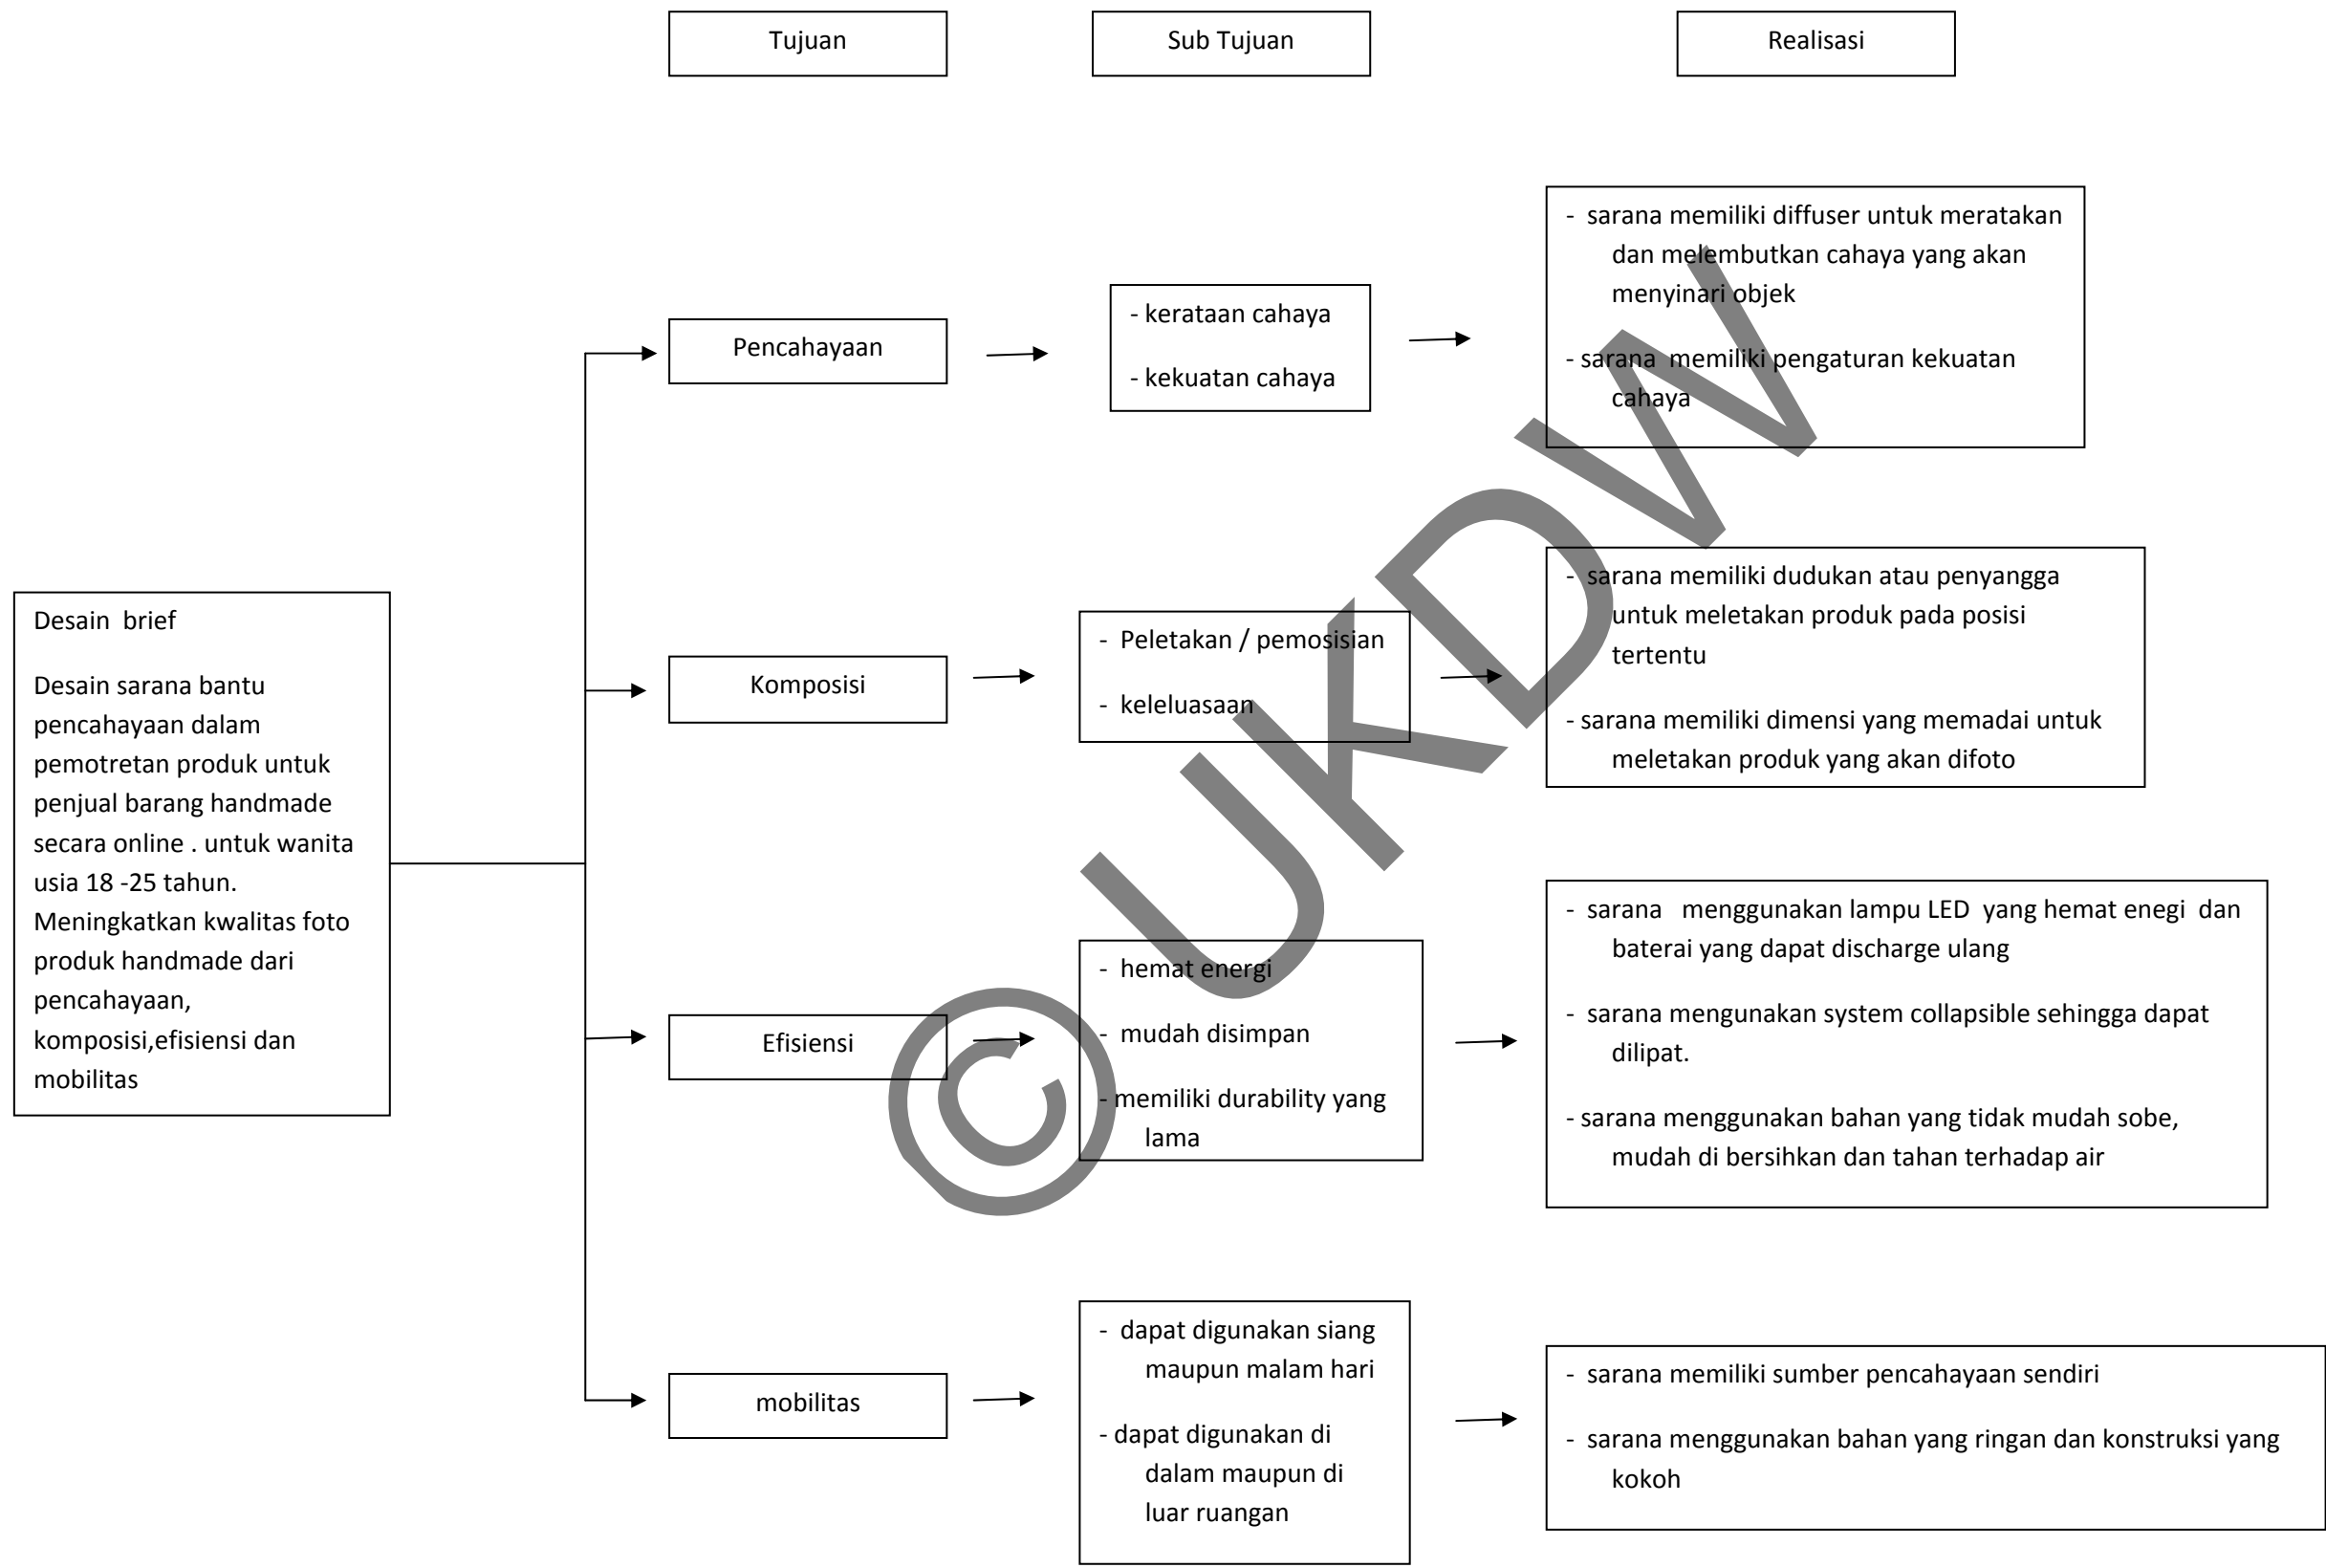 Tujuan
Sub Tujuan
Realisasi
Desain  brief
Desain sarana bantu
pencahayaan dalam
pemotretan produk untuk
penjual barang handmade
secara online . untuk wanita
usia 18 -25 tahun.
Meningkatkan kwalitas foto
produk handmade dari
pencahayaan,
komposisi,efisiensi dan
mobilitas
Pencahayaan
- kerataan cahaya
- kekuatan cahaya
- sarana memiliki diffuser untuk meratakan
dan melembutkan cahaya yang akan
menyinari objek
- sarana  memiliki pengaturan kekuatan
cahaya
Komposisi
- Peletakan / pemosisian
- keleluasaan
- sarana memiliki dudukan atau penyangga
untuk meletakan produk pada posisi
tertentu
- sarana memiliki dimensi yang memadai untuk
meletakan produk yang akan difoto
Efisiensi
- hemat energi
- mudah disimpan
- memiliki durability yang
lama
- sarana   menggunakan lampu LED  yang hemat enegi  dan
baterai yang dapat discharge ulang
- sarana mengunakan system collapsible sehingga dapat
dilipat.
- sarana menggunakan bahan yang tidak mudah sobe,
mudah di bersihkan dan tahan terhadap air
mobilitas
- dapat digunakan siang
maupun malam hari
- dapat digunakan di
dalam maupun di
luar ruangan
- sarana memiliki sumber pencahayaan sendiri
- sarana menggunakan bahan yang ringan dan konstruksi yang
kokoh
© UKDW